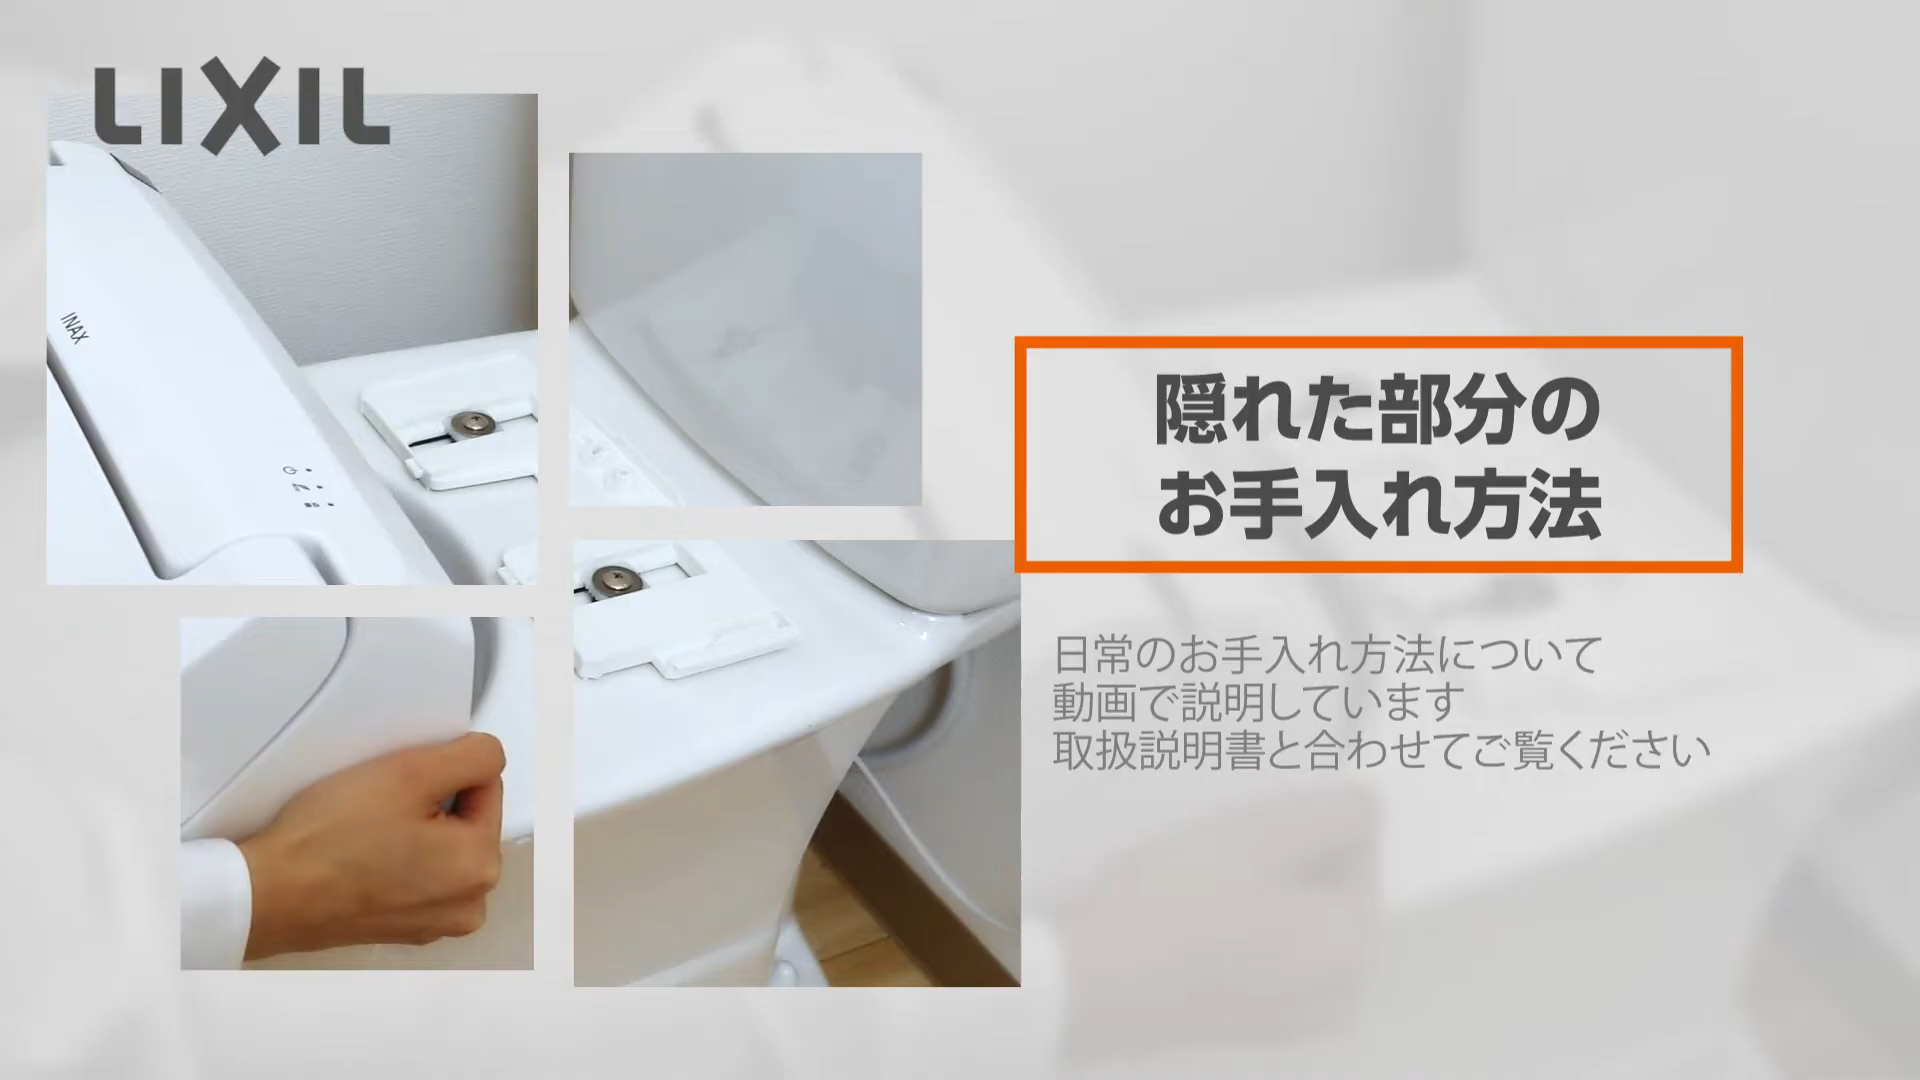 LIXIL
INAX
隠れた部分の
お手入れ方法
日常のお手入れ方法について
動画で説明しています
取扱説明書と合わせてご覧ください